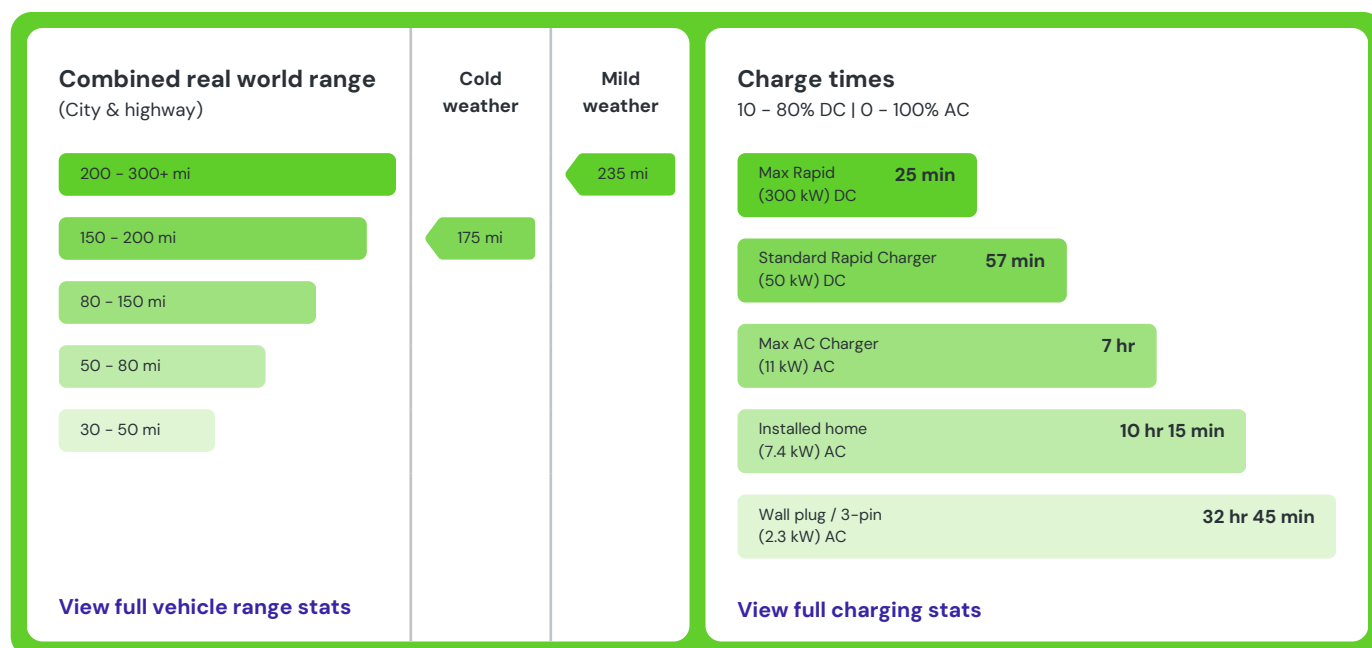 Combined real world range
(City & highway)
Cold
weather
Mild
weather
200 - 300+ mi
235 mi
150 - 200 mi
175 mi
80 - 150 mi
50 - 80 mi
30 - 50 mi
View full vehicle range stats
Charge times
10 - 80% DC | 0 - 100% AC
Max Rapid
(300 kW) DC
25 min
Standard Rapid Charger
(50 kW) DC
57 min
Max AC Charger
(11 kW) AC
7 hr
Installed home
(7.4 kW) AC
10 hr 15 min
Wall plug / 3-pin
(2.3 kW) AC
32 hr 45 min
View full charging stats